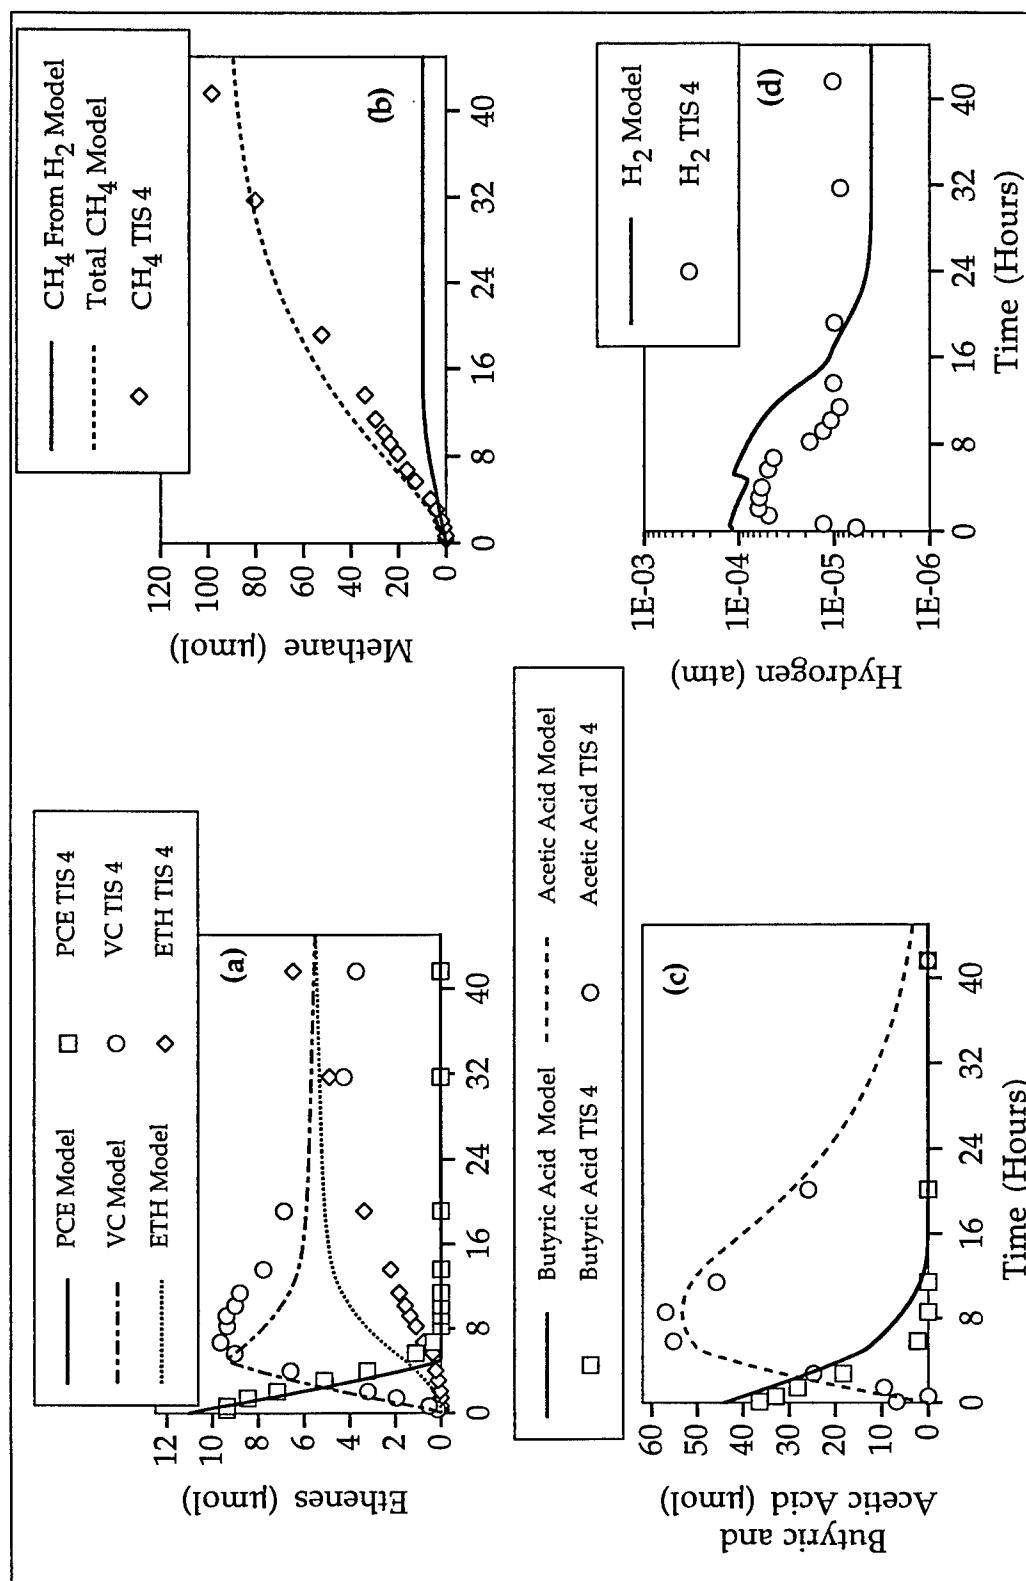 PCE Model PCE TIS 4
VC Model VC TIS 4
ETH Model ETH TIS 4
(a)
Ethenes (µmol)
12
10
8
6
4
2
0
0 8 16 24 32 40
CH4 From H2 Model
Total CH4 Model
CH4 TIS 4
(b)
Methane (µmol)
120
100
80
60
40
20
0
0 8 16 24 32 40
Butyric Acid Model Acetic Acid Model
Butyric Acid TIS 4 Acetic Acid TIS 4
(c)
Butyric and
Acetic Acid (µmol)
60
50
40
30
20
10
0
0 8 16 24 32 40
Time (Hours)
H2 Model
H2 TIS 4
(d)
Hydrogen (atm)
1E-03
1E-04
1E-05
1E-06
0 8 16 24 32 40
Time (Hours)